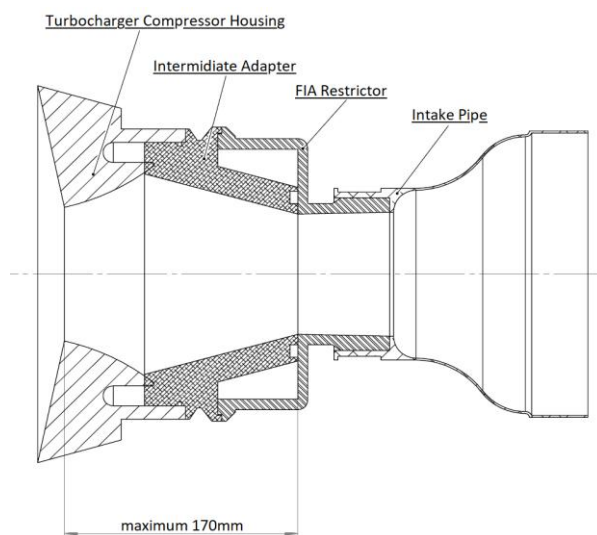 Turbocharger Compressor Housing
Intermidiate Adapter
FIA Restrictor
Intake Pipe
maximum 170mm